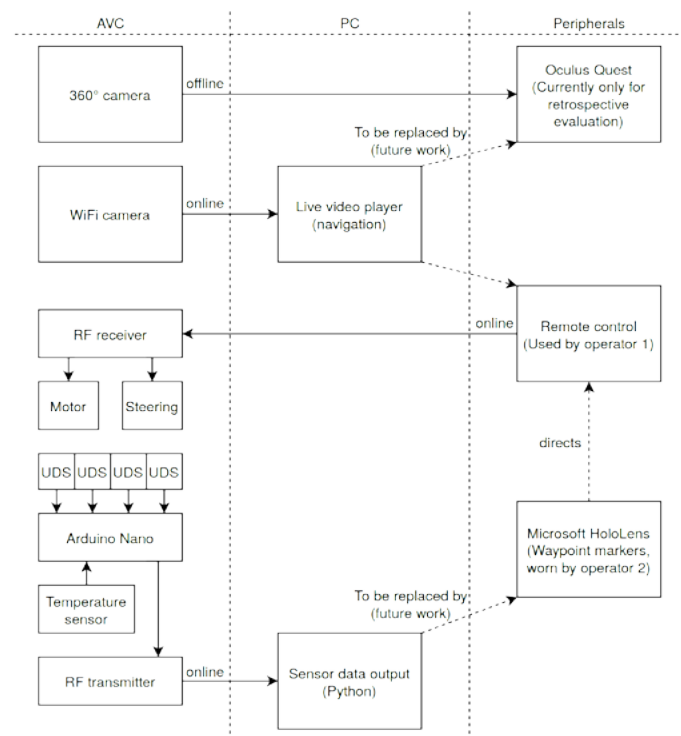 AVC
PC
Peripherals
360° camera
offline
Oculus Quest
(Currently only for
retrospective
evaluation)
To be replaced by
(future work)
WiFi camera
online
Live video player
(navigation)
RF receiver
online
Remote control
(Used by operator 1)
Motor
Steering
directs
UDS
UDS
UDS
UDS
Arduino Nano
Microsoft HoloLens
(Waypoint markers,
worn by operator 2)
Temperature
sensor
To be replaced by
(future work)
RF transmitter
online
Sensor data output
(Python)